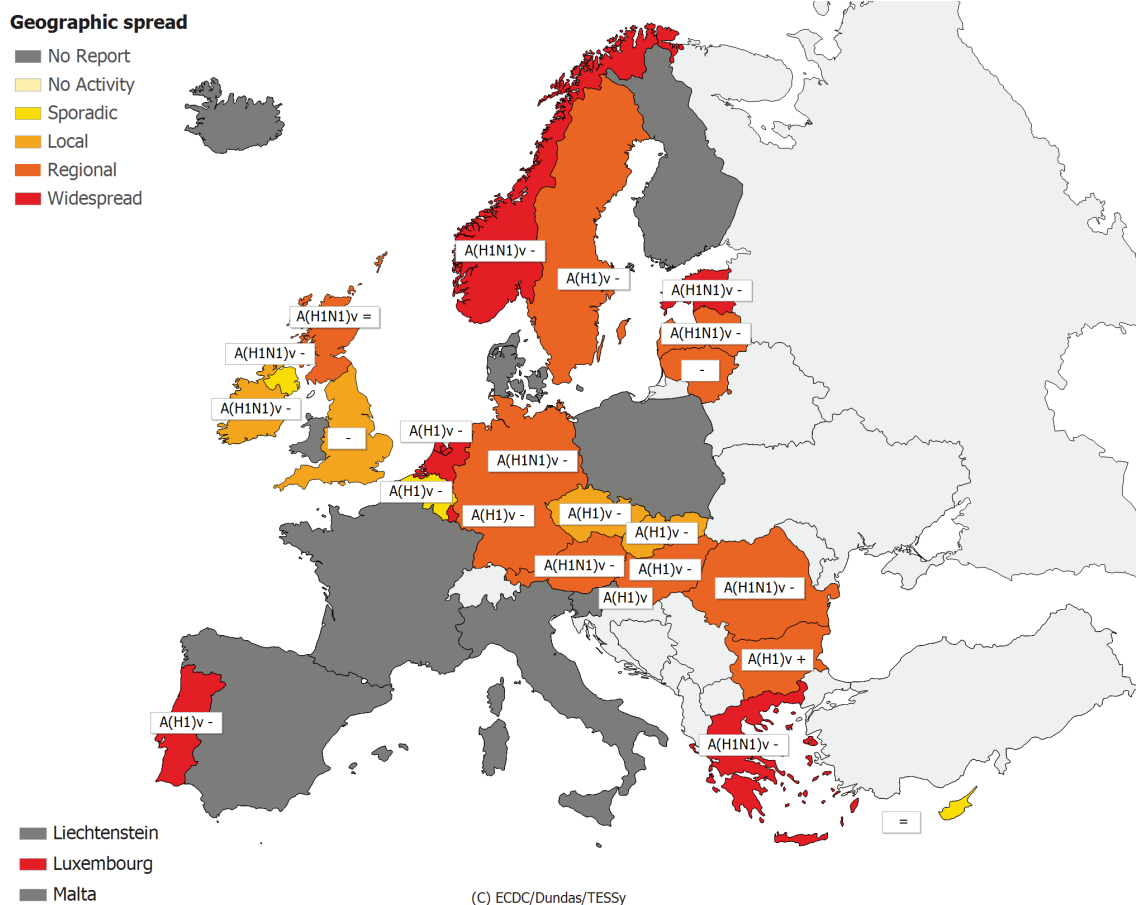 Geographic spread
No Report
No Activity
Sporadic
Local
Regional
Widespread
A(H1N1)v -
A(H1)v -
A(H1N1)v -
A(H1N1)v =
A(H1N1)v -
A(H1N1)v -
-
A(H1N1)v -
A(H1)v -
-
A(H1N1)v -
A(H1)v -
A(H1)v -
A(H1)v -
A(H1)v -
A(H1N1)v -
A(H1)v -
A(H1N1)v -
A(H1)v
A(H1)v +
A(H1)v -
A(H1N1)v -
=
Liechtenstein
Luxembourg
Malta
(C) ECDC/Dundas/TESSy